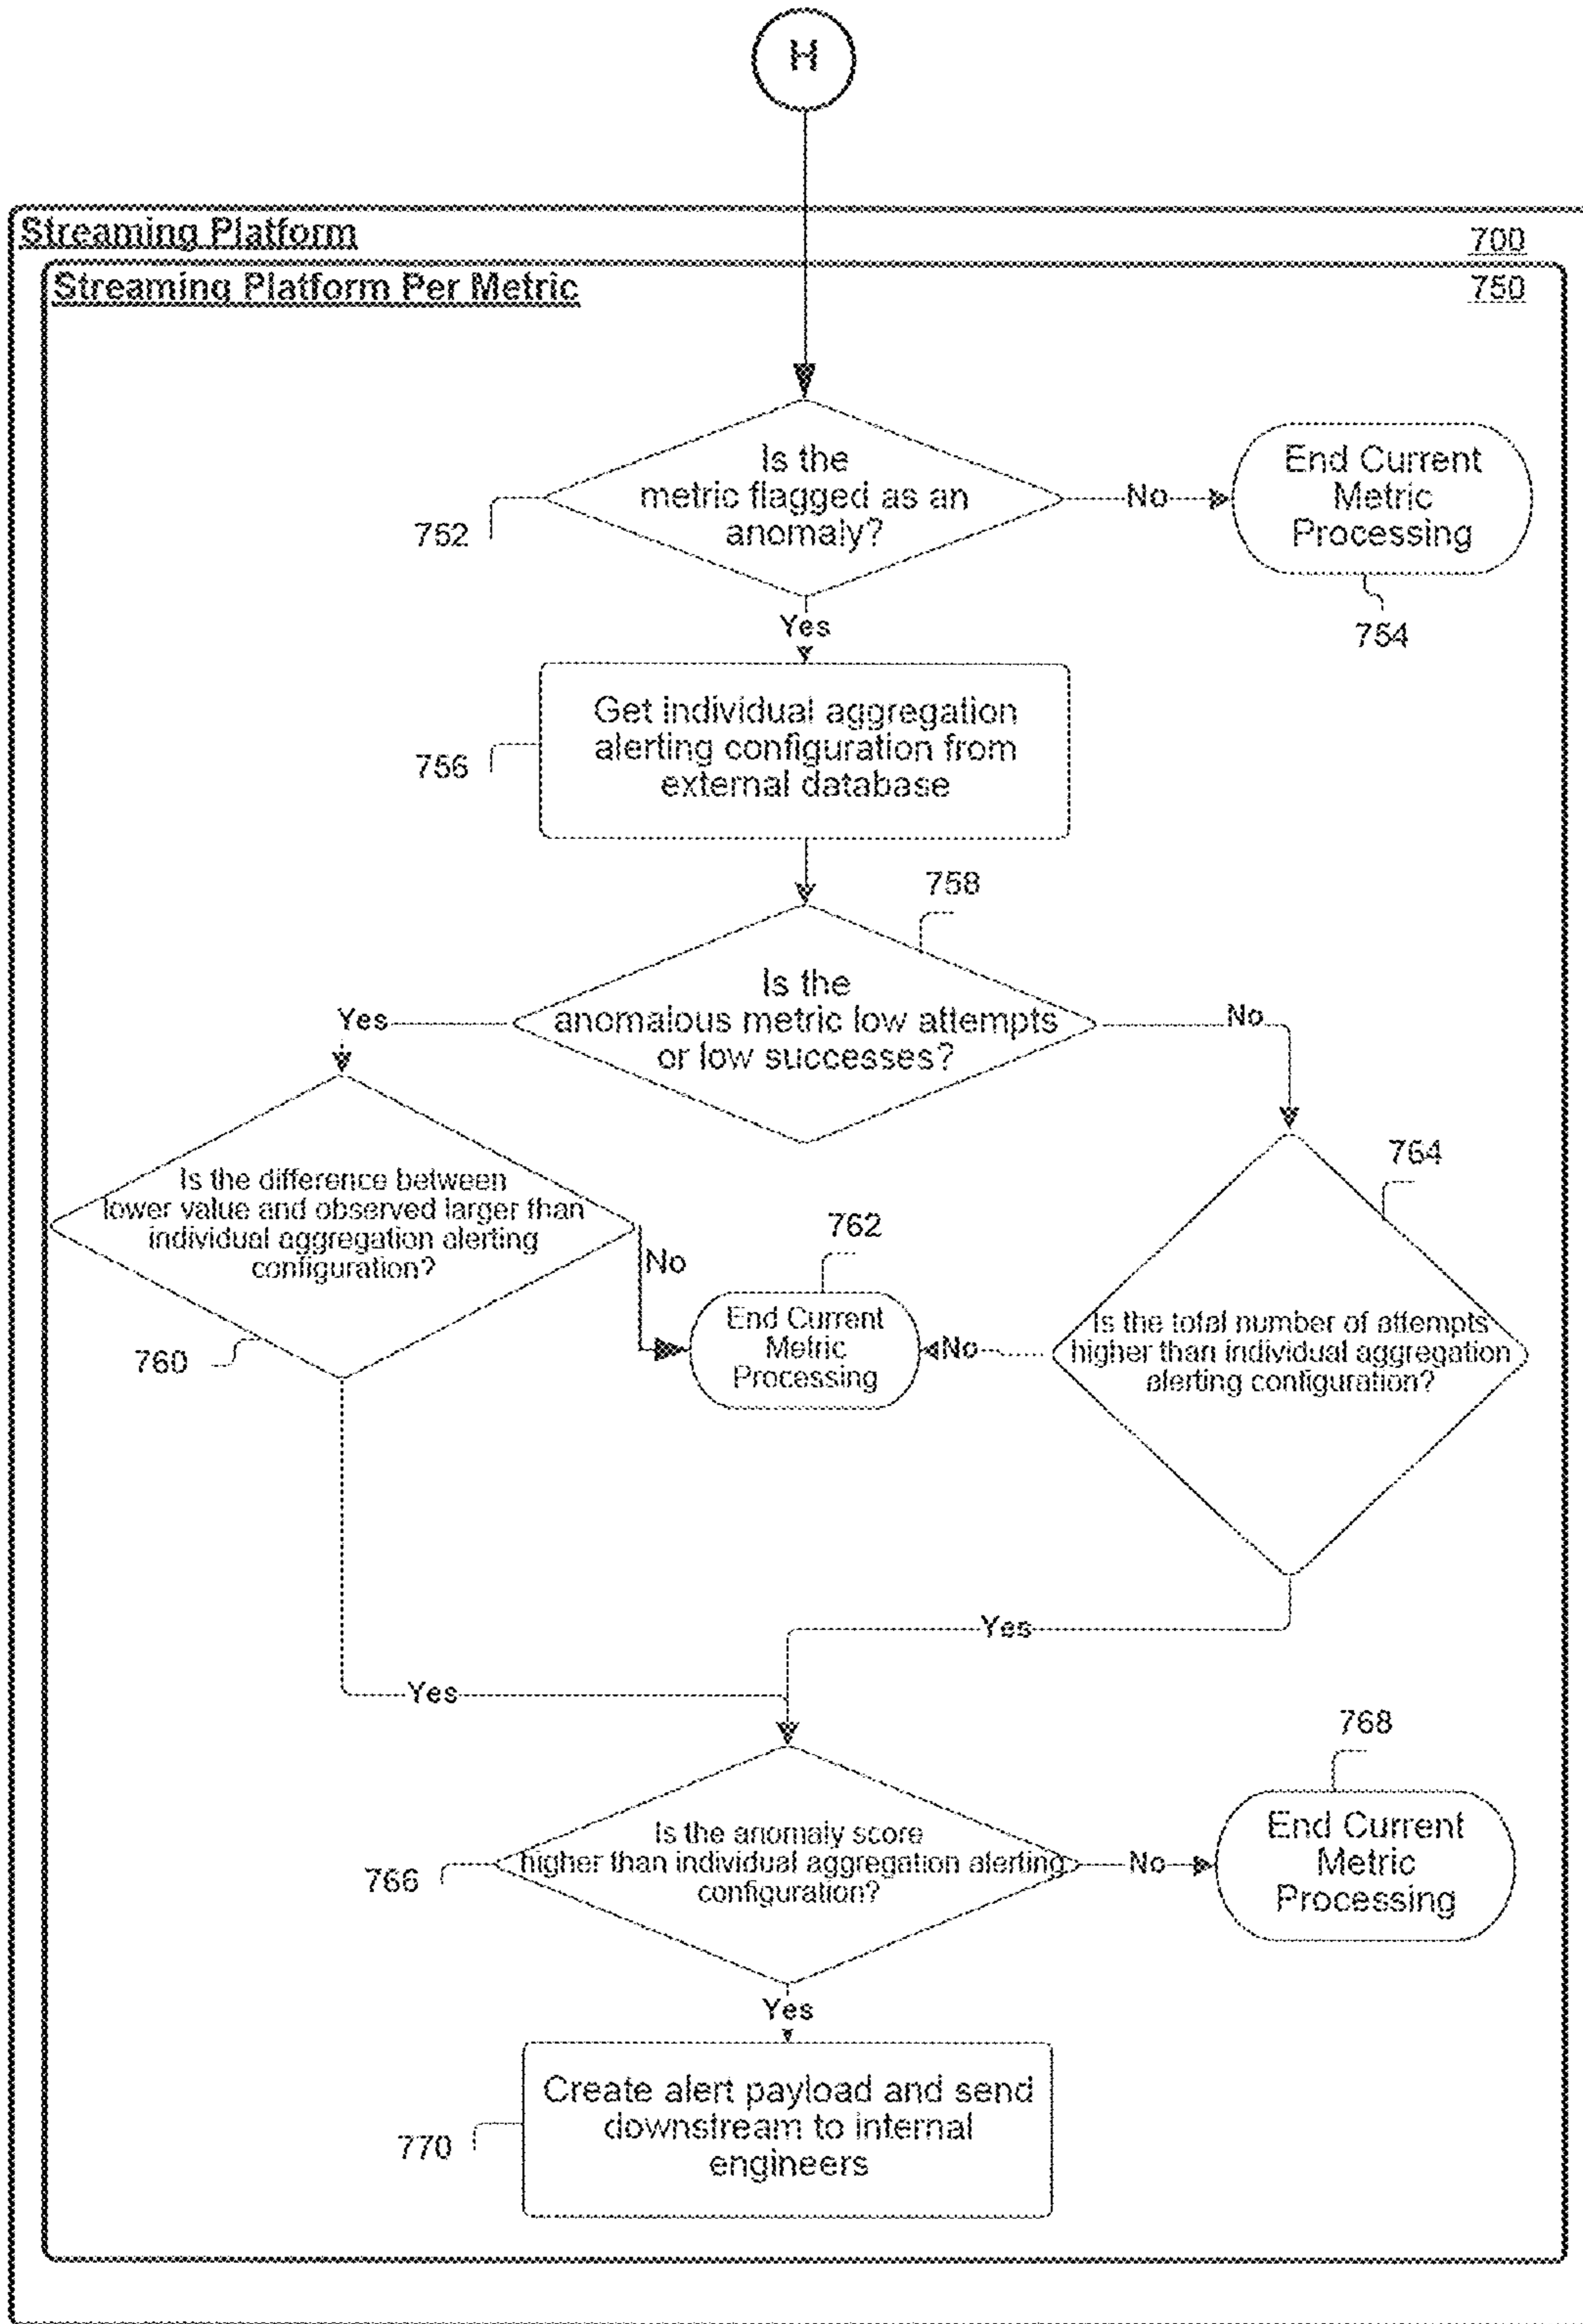 H
Streaming Platform
700
Streaming Platform Per Metric
750
Is the
metric flagged as an
anomaly?
752
No
End Current
Metric
Processing
754
Yes
Get individual aggregation
alerting configuration from
external database
756
758
Is the
anomalous metric low attempts
or low successes?
Yes
No
Is the difference between
lower value and observed larger than
individual aggregation alerting
configuration?
760
No
762
End Current
Metric
Processing
No
764
Is the total number of attempts
higher than individual aggregation
alerting configuration?
Yes
Yes
768
Is the anomaly score
higher than individual aggregation alerting
configuration?
766
No
End Current
Metric
Processing
Yes
Create alert payload and send
downstream to internal
engineers
770